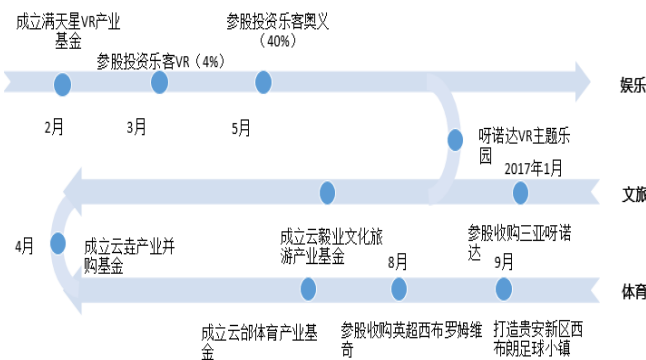 成立满天星VR产业
基金
参股投资乐客VR（4%）
参股投资乐客奥义
（40%）
娱乐
2月
3月
5月
呀诺达VR主题乐
园
2017年1月
文旅
4月
成立云垚产业并
购基金
成立云毅业文化旅
游产业基金
8月
参股收购三亚呀诺
达
9月
体育
成立云部体育产业基
金
参股收购英超西布罗姆维
奇
打造贵安新区西
布朗足球小镇